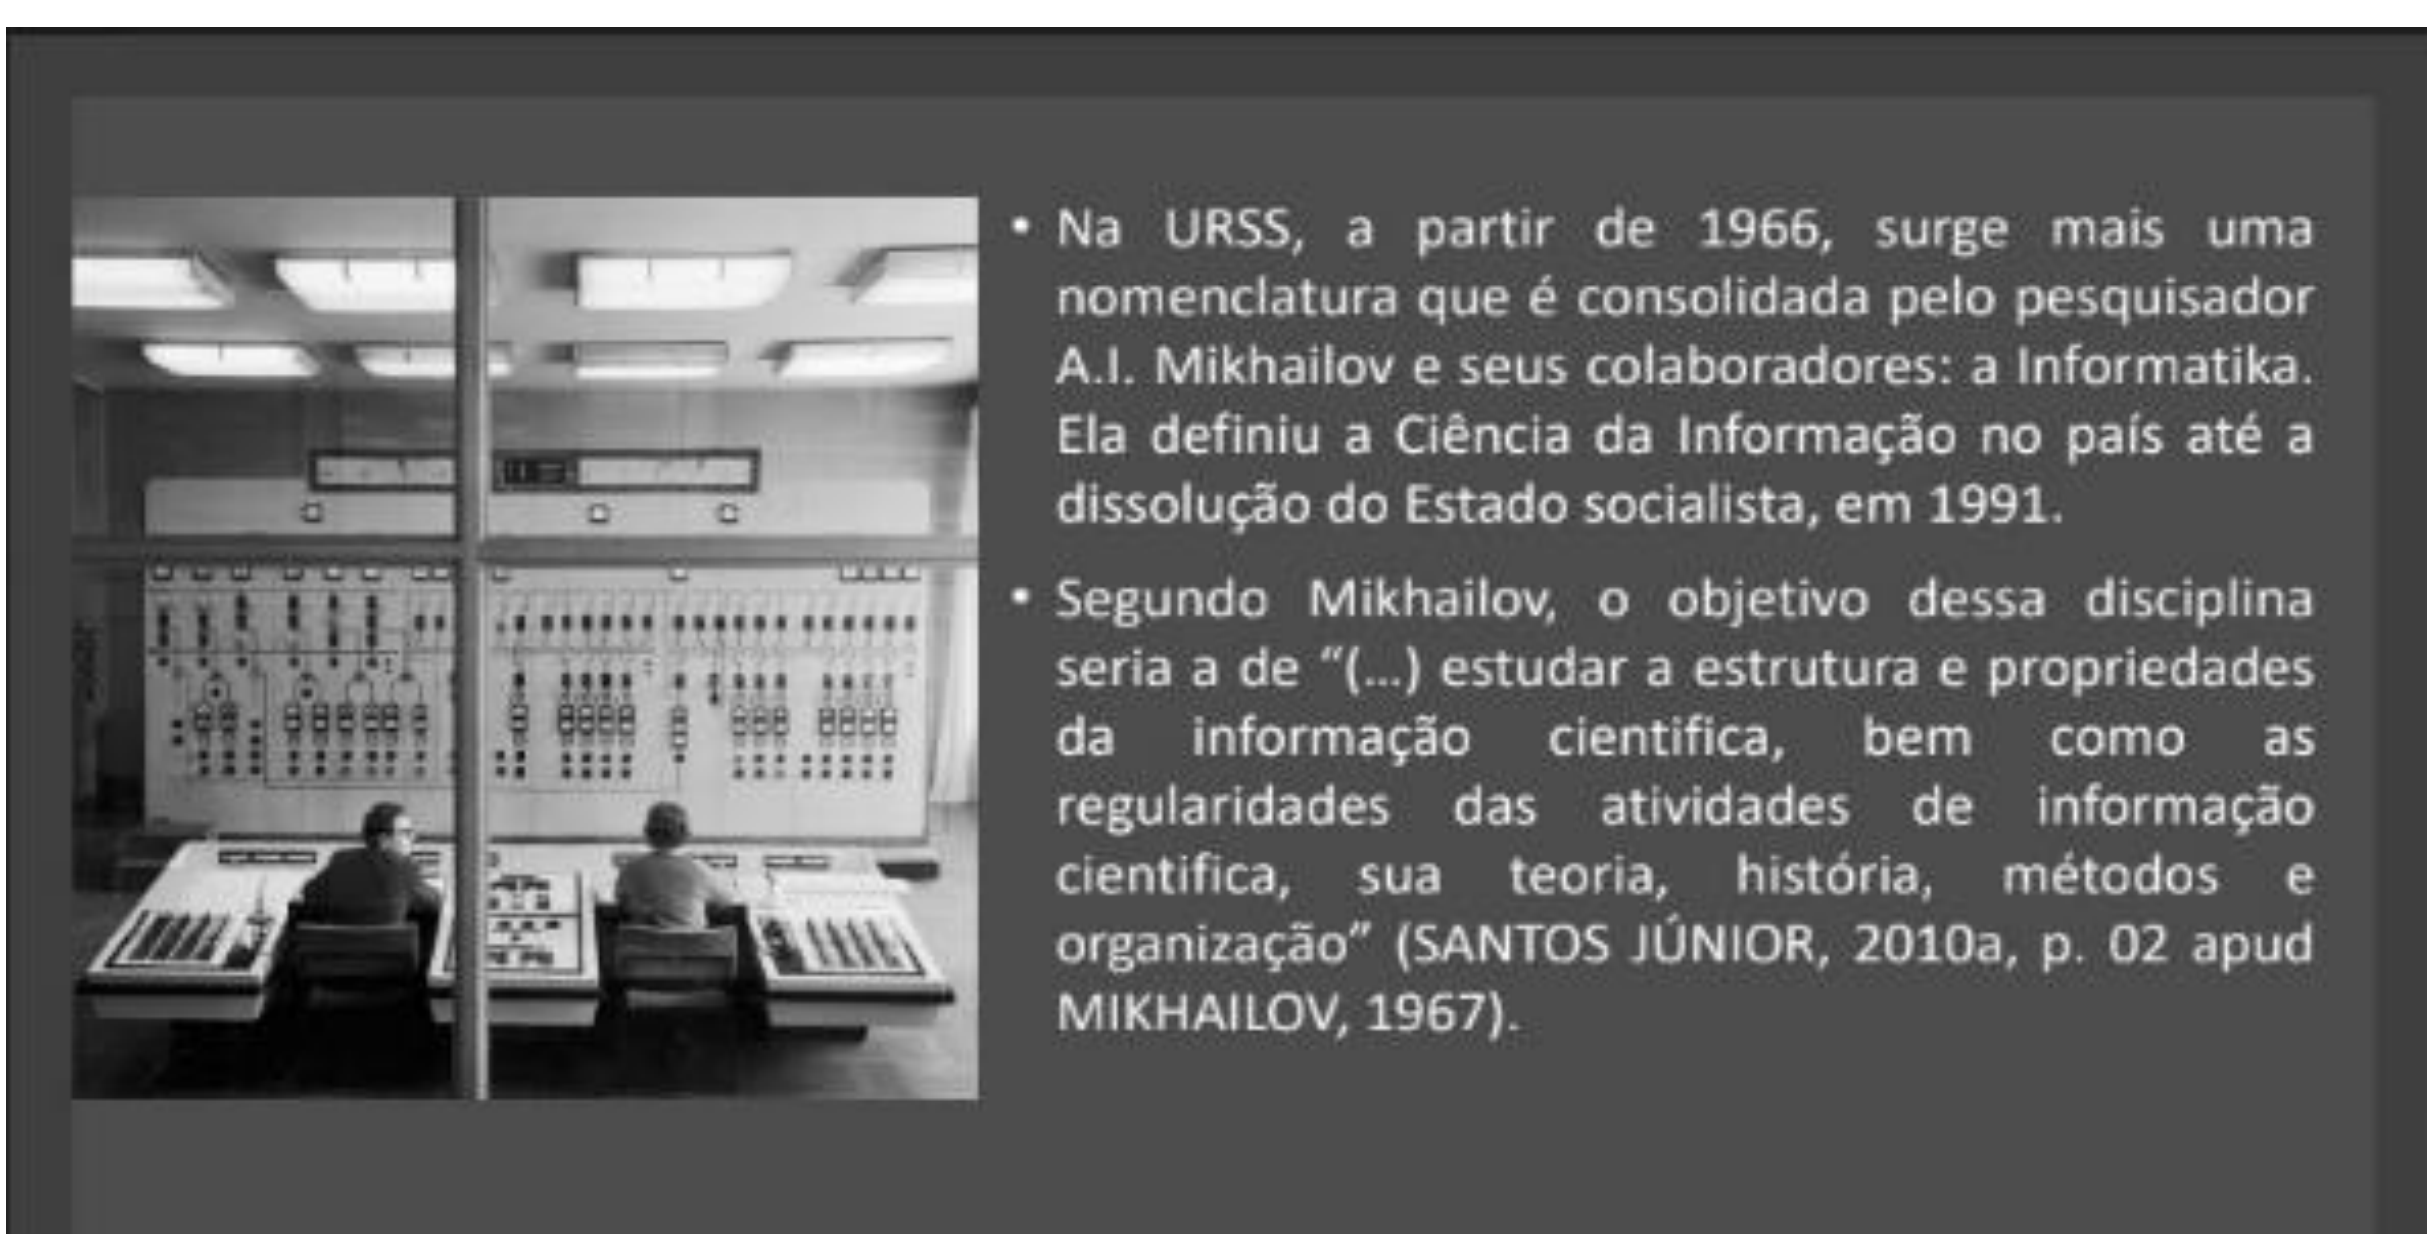 • Na URSS, a partir de 1966, surge mais uma
nomenclatura que é consolidada pelo pesquisador
A.I. Mikhailov e seus colaboradores: a Informatika.
Ela definiu a Ciência da Informação no país até a
dissolução do Estado socialista, em 1991.
• Segundo Mikhailov, o objetivo dessa disciplina
seria a de “(...) estudar a estrutura e propriedades
da informação cientifica, bem como as
regularidades das atividades de informação
cientifica, sua teoria, história, métodos e
organização” (SANTOS JÚNIOR, 2010a, p. 02 apud
MIKHAILOV, 1967).